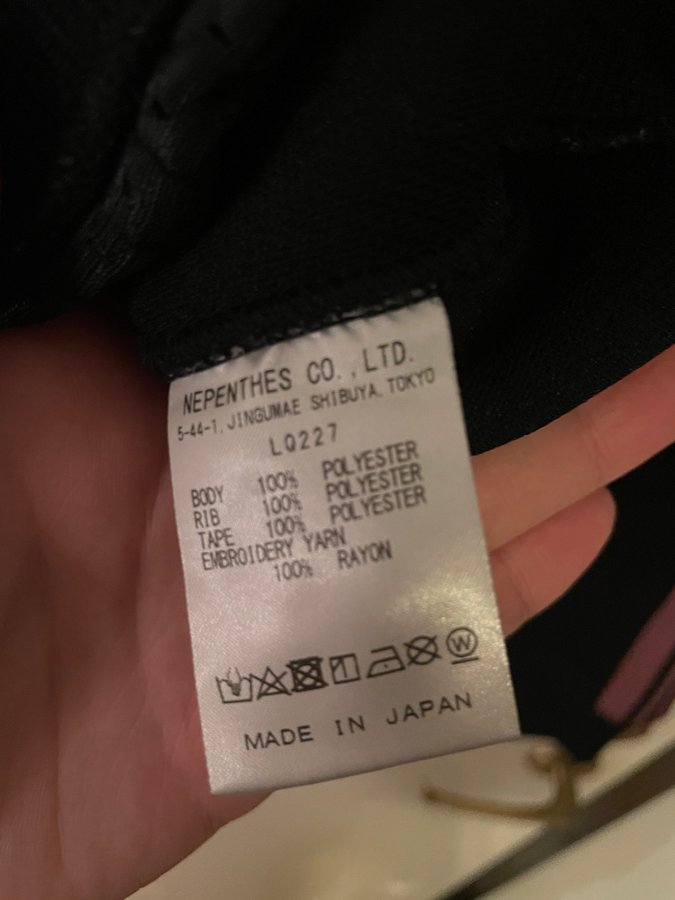 NEPENTHES CO.,LTD.
5-44-1, JINGUMAE SHIBUYA, TOKYO
LQ227
BODY 100% POLYESTER
RIB 100% POLYESTER
TAPE 100% POLYESTER
EMBROIDERY YARN
100% RAYON
W
MADE IN JAPAN